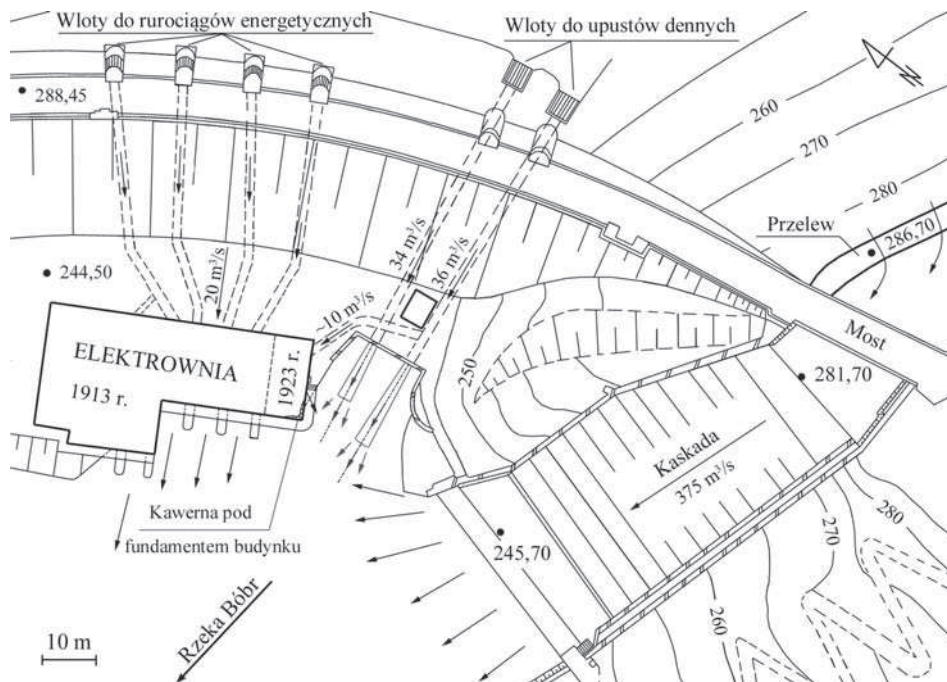 Wloty do rurociągów energetycznych
Wloty do upustów dennych
288,45
260
270
280
Przelew
286,70
244,50
20 m³/s
34 m³/s
36 m³/s
10 m³/s
Most
ELEKTROWNIA
1913 r.
1923 r.
250
281,70
Kaskada
375 m³/s
Kawerna pod
fundamentem budynku
245,70
280
270
260
Rzeka Bóbr
10 m